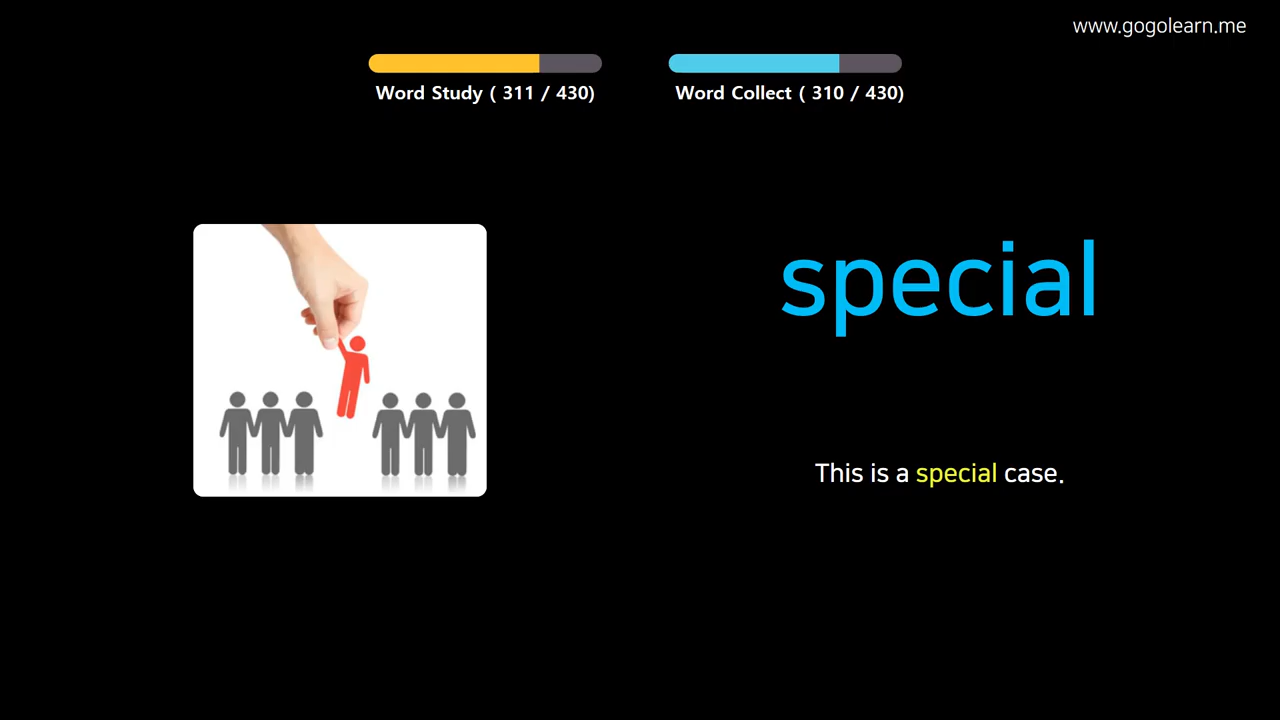 www.gogolearn.me
Word Study ( 311 / 430)
Word Collect ( 310 / 430)
special
This is a special case.